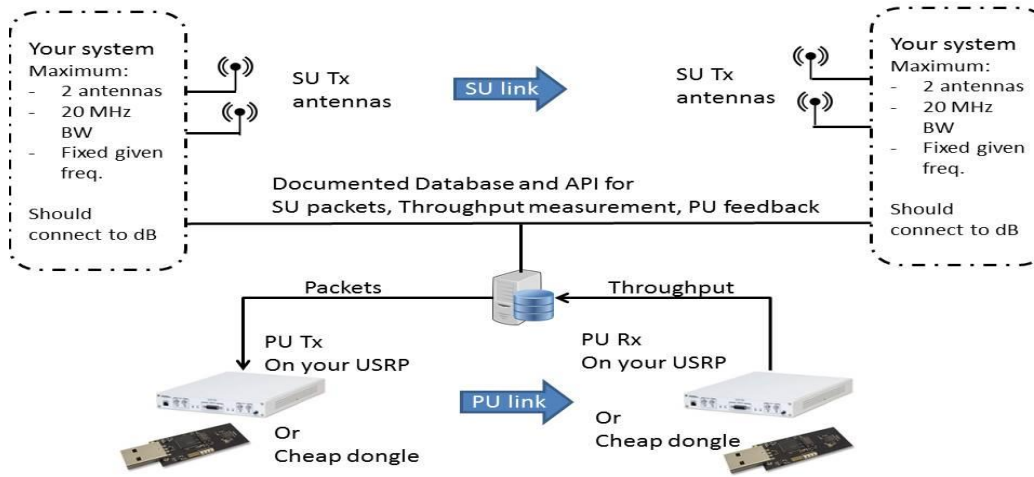 Your system
Maximum:
- 2 antennas
- 20 MHz
BW
- Fixed given
freq.
Should
connect to dB
SU Tx
antennas
SU link
SU Tx
antennas
Your system
Maximum:
- 2 antennas
- 20 MHz
BW
- Fixed given
freq.
Should
connect to dB
Documented Database and API for
SU packets, Throughput measurement, PU feedback
Packets
Throughput
PU Tx
On your USRP
PU Rx
On your USRP
PU link
Or
Cheap dongle
Or
Cheap dongle